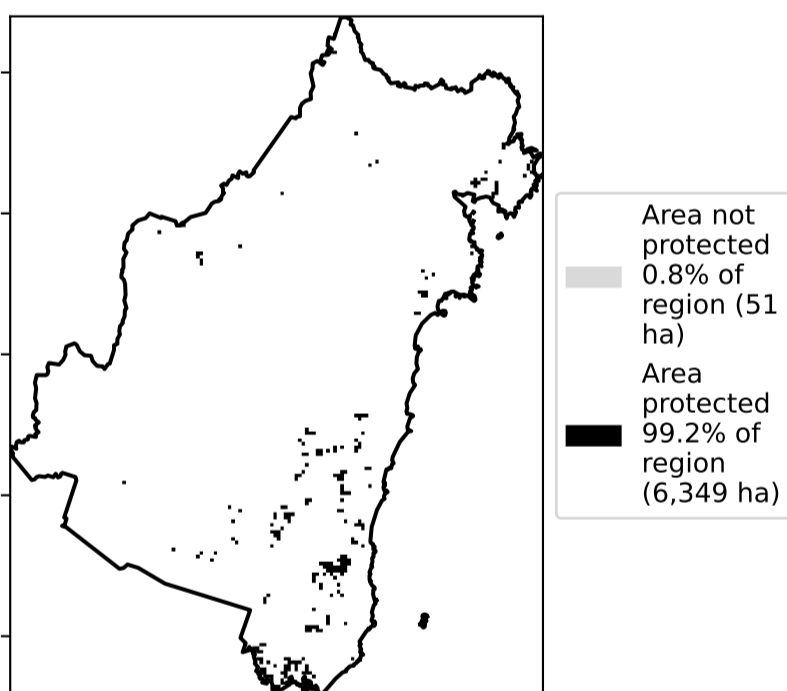 Area not
protected
0.8% of
region (51
ha)
Area
protected
99.2% of
region
(6,349 ha)